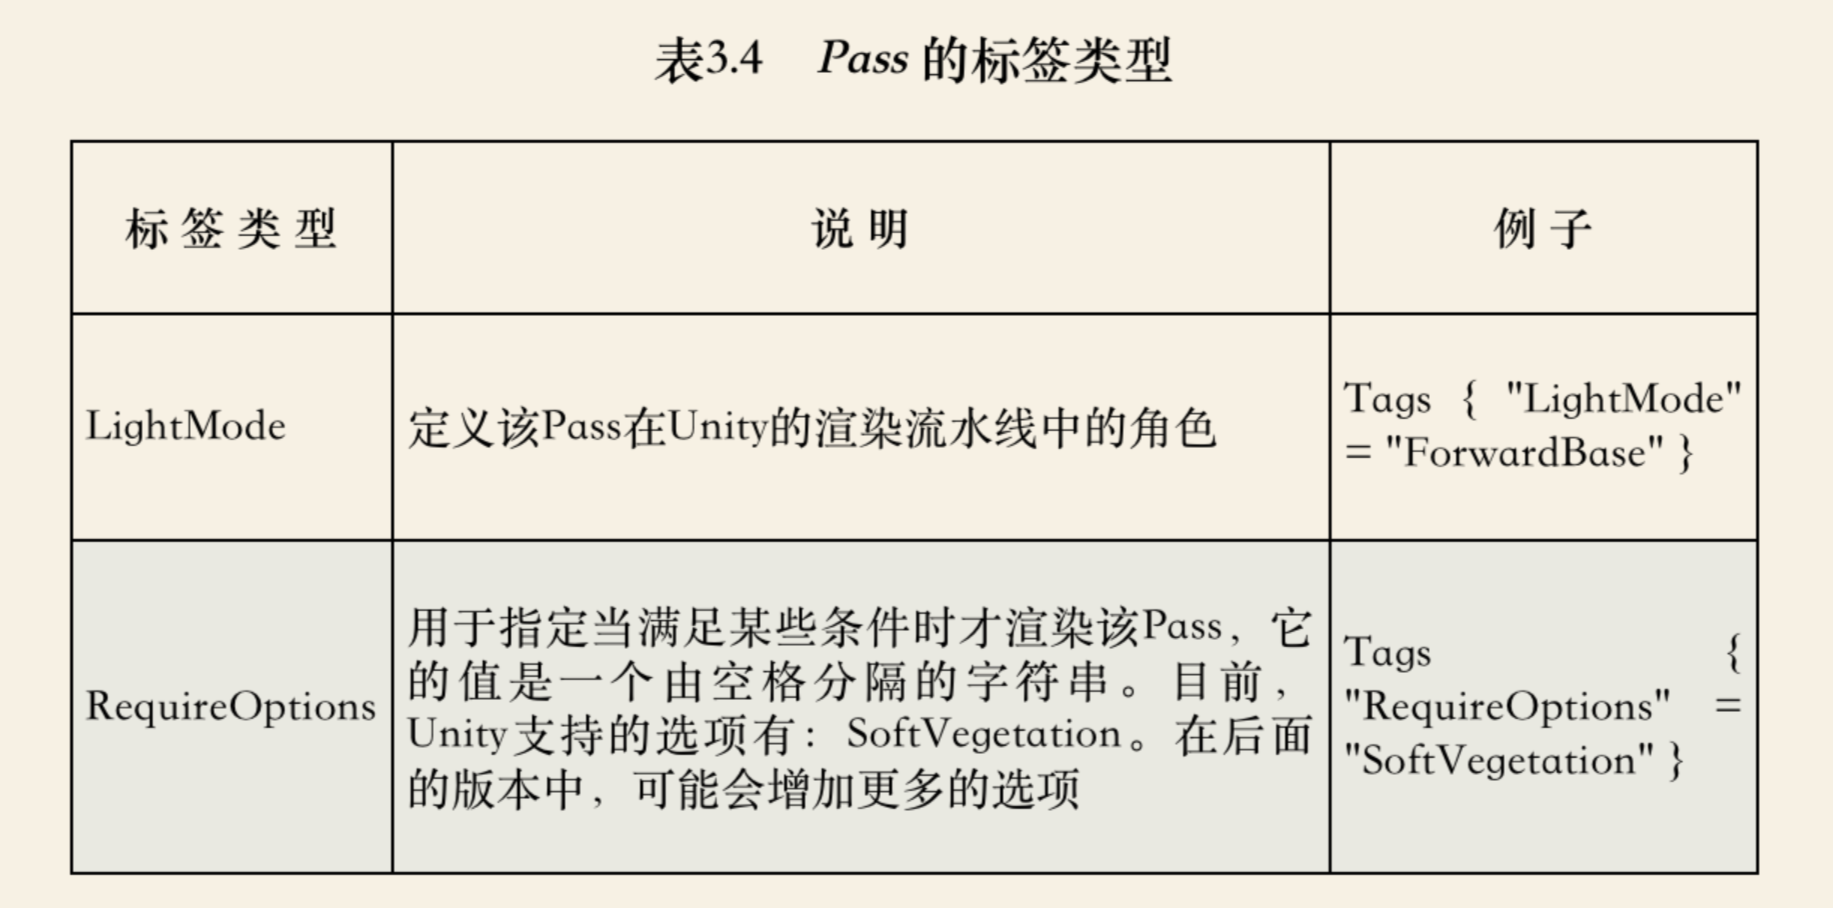 表3.4 Pass 的标签类型
标签类型
说明
例子
LightMode
定义该Pass在Unity的渲染流水线中的角色
Tags { "LightMode"
= "ForwardBase" }
RequireOptions
用于指定当满足某些条件时才渲染该Pass，它
的值是一个由空格分隔的字符串。目前，
Unity支持的选项有：SoftVegetation。在后面
的版本中，可能会增加更多的选项
Tags {
"RequireOptions" =
"SoftVegetation" }